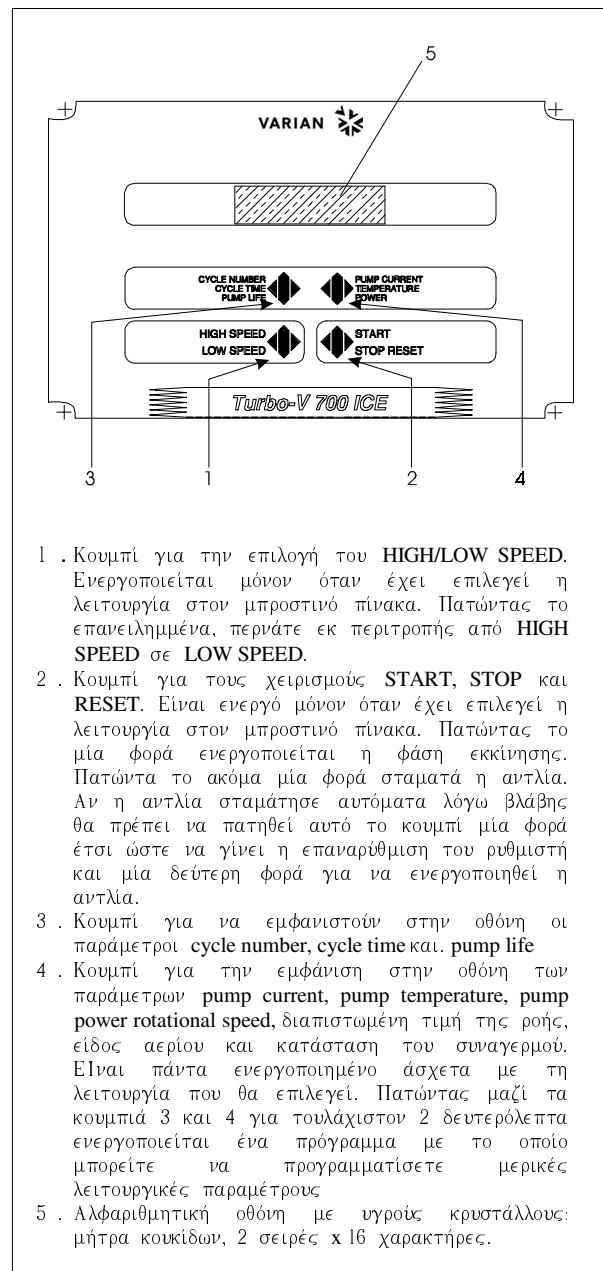 5
VARIAN
CYCLE NUMBER
CYCLE TIME
PUMP LIFE
PUMP CURRENT
TEMPERATURE
POWER
HIGH SPEED
LOW SPEED
START
STOP RESET
Turbo-V 700 ICE
3 1 2 4
1 . Κουμπί για την επιλογή του HIGH/LOW SPEED.
Ενεργοποιείται μόνον όταν έχει επιλεγεί η
λειτουργία στον μπροστινό πίνακα. Πατώντας το
επανειλημμένα, περνάτε εκ περιτροπής από HIGH
SPEED σε LOW SPEED.
2 . Κουμπί για τους χειρισμούς START, STOP και
RESET. Είναι ενεργό μόνον όταν έχει επιλεγεί η
λειτουργία στον μπροστινό πίνακα. Πατώντας το
μία φορά ενεργοποιείται η φάση εκκίνησης.
Πατώντα το ακόμα μία φορά σταματά η αντλία.
Αν η αντλία σταμάτησε αυτόματα λόγω βλάβης
θα πρέπει να πατηθεί αυτό το κουμπί μία φορά
έτσι ώστε να γίνει η επαναρύθμιση του ρυθμιστή
και μία δεύτερη φορά για να ενεργοποιηθεί η
αντλία.
3 . Κουμπί για να εμφανιστούν στην οθόνη οι
παράμετροι cycle number, cycle time και. pump life
4 . Κουμπί για την εμφάνιση στην οθόνη των
παράμετρων pump current, pump temperature, pump
power rotational speed, διαπιστωμένη τιμή της ροής,
είδος αερίου και κατάσταση του συναγερμού.
ΕΙναι πάντα ενεργοποιημένο άσχετα με τη
λειτουργία που θα επιλεγεί. Πατώντας μαζί τα
κουμπιά 3 και 4 για τουλάχιστον 2 δευτερόλεπτα
ενεργοποιείται ένα πρόγραμμα με το οποίο
μπορείτε να προγραμματίσετε μερικές
λειτουργικές παραμέτρους
5 . Αλφαριθμητική οθόνη με υγρούς κρυστάλλους:
μήτρα κουκίδων, 2 σειρές x 16 χαρακτήρες.